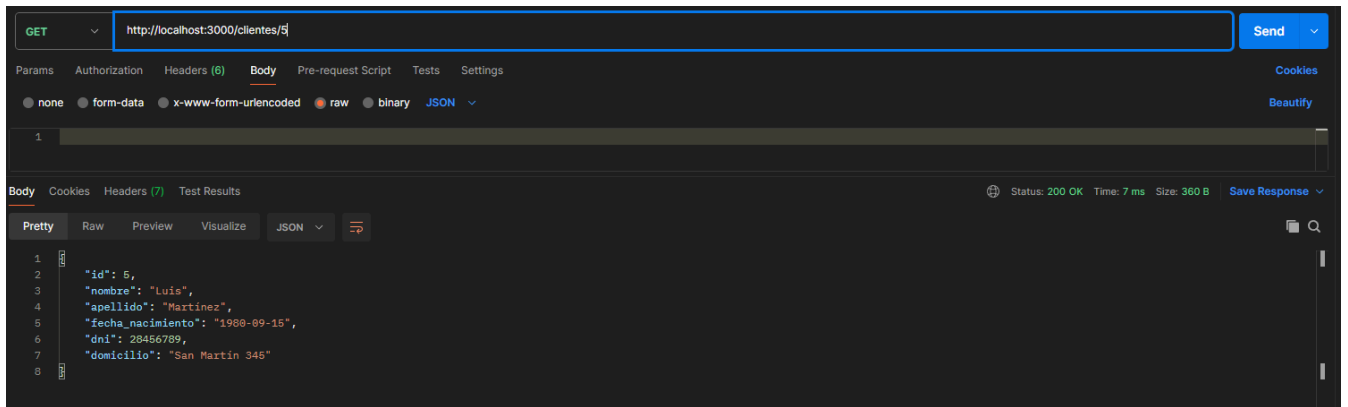 GET http://localhost:3000/clientes/5 Send
Params Authorization Headers (6) Body Pre-request Script Tests Settings Cookies
none form-data x-www-form-urlencoded raw binary JSON Beautify
1
Body Cookies Headers (7) Test Results Status: 200 OK Time: 7 ms Size: 360 B Save Response
Pretty Raw Preview Visualize JSON
1 {
2 "id": 5,
3 "nombre": "Luis",
4 "apellido": "Martínez",
5 "fecha_nacimiento": "1980-09-15",
6 "dni": 28456789,
7 "domicilio": "San Martín 345"
8 }